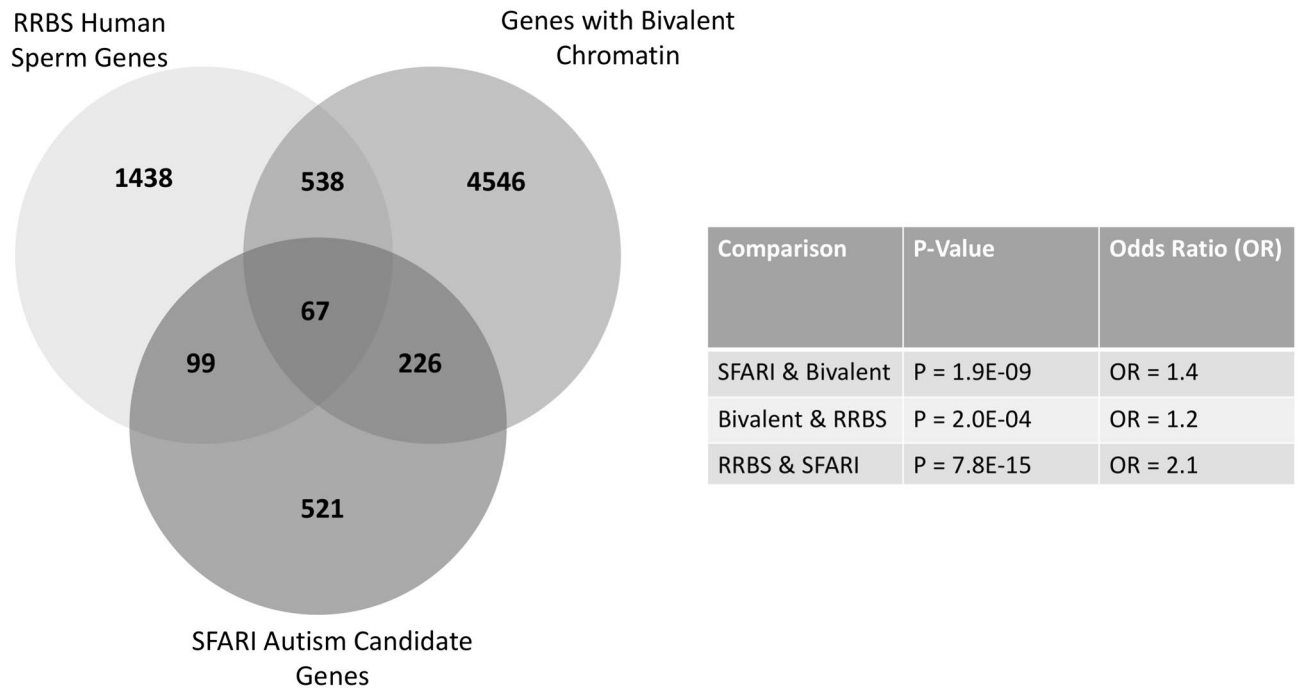 RRBS Human
Sperm Genes
Genes with Bivalent
Chromatin
1438
538
4546
67
99
226
521
SFARI Autism Candidate
Genes
Comparison P-Value Odds Ratio (OR)
SFARI & Bivalent P = 1.9E-09 OR = 1.4
Bivalent & RRBS P = 2.0E-04 OR = 1.2
RRBS & SFARI P = 7.8E-15 OR = 2.1